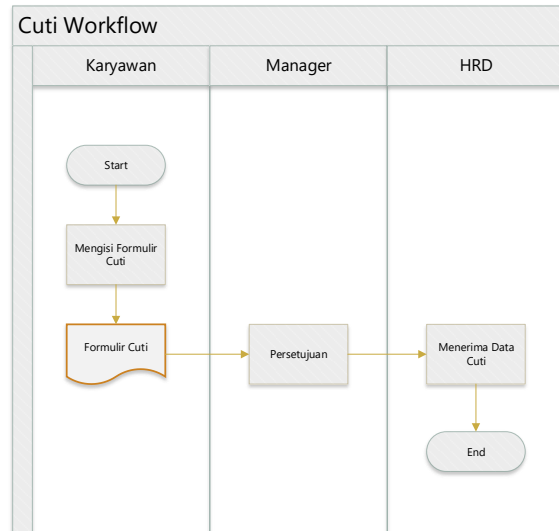 Cuti Workflow
Karyawan
Manager
HRD
Start
Mengisi Formulir
Cuti
Formulir Cuti
Persetujuan
Menerima Data
Cuti
End